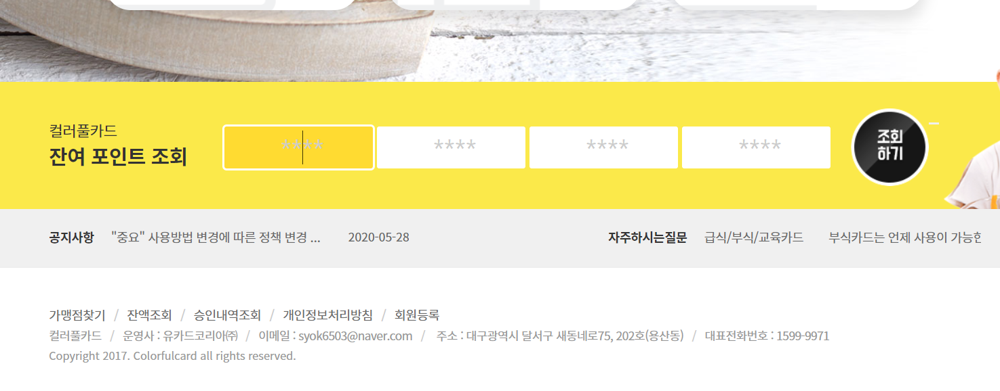 컬러풀카드
잔여 포인트 조회
**** **** **** ****
조회
하기
공지사항 "중요" 사용방법 변경에 따른 정책 변경 ... 2020-05-28
자주하시는질문 급식/부식/교육카드 부식카드는 언제 사용이
가맹점찾기 / 잔액조회 / 승인내역조회 / 개인정보처리방침 / 회원등록
컬러풀카드 / 운영사 : 유카드코리아㈜ / 이메일 : syok6503@naver.com / 주소 : 대구광역시 달서구 새동네로75, 202호(용산동) / 대표전화번호 : 1599-9971
Copyright 2017. Colorfulcard all rights reserved.